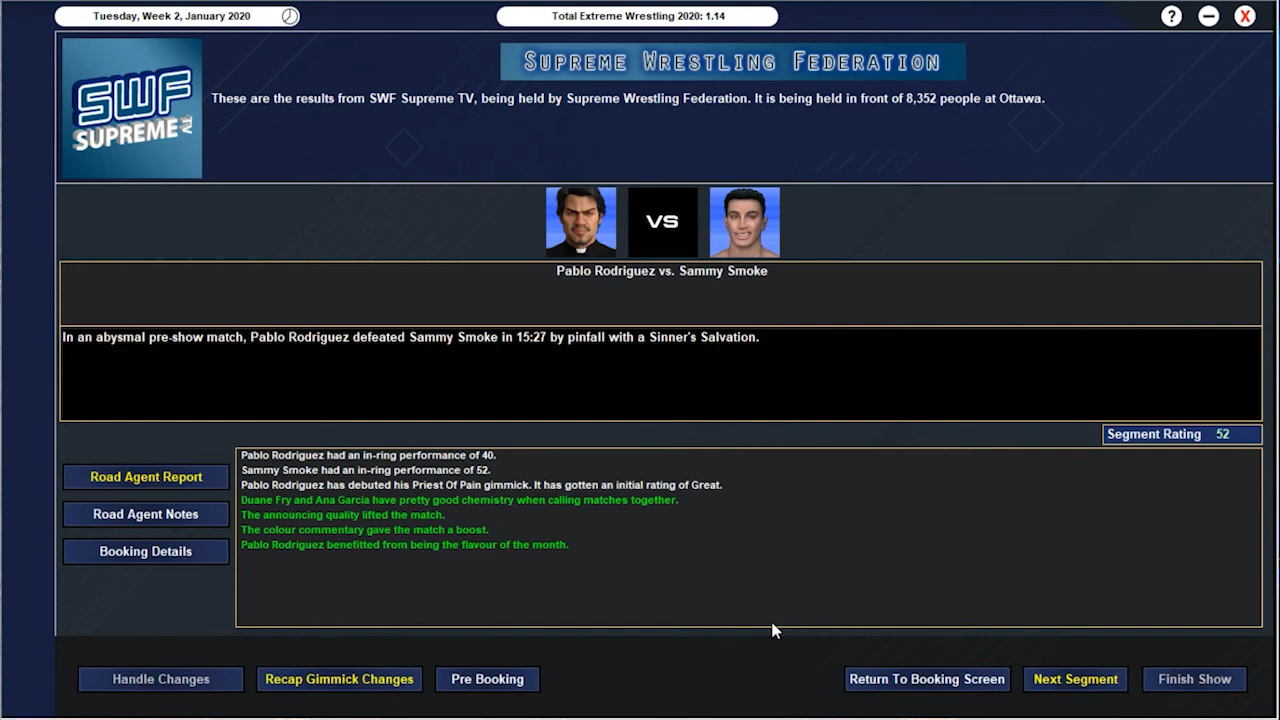 Tuesday, Week 2, January 2020
Total Extreme Wrestling 2020: 1.14
?
X
SUPREME WRESTLING FEDERATION
SWF
SUPREME TV
These are the results from SWF Supreme TV, being held by Supreme Wrestling Federation. It is being held in front of 8,352 people at Ottawa.
VS
Pablo Rodriguez vs. Sammy Smoke
In an abysmal pre-show match, Pablo Rodriguez defeated Sammy Smoke in 15:27 by pinfall with a Sinner's Salvation.
Segment Rating 52
Road Agent Report
Road Agent Notes
Booking Details
Pablo Rodriguez had an in-ring performance of 40.
Sammy Smoke had an in-ring performance of 52.
Pablo Rodriguez has debuted his Priest Of Pain gimmick. It has gotten an initial rating of Great.
Duane Fry and Ana Garcia have pretty good chemistry when calling matches together.
The announcing quality lifted the match.
The colour commentary gave the match a boost.
Pablo Rodriguez benefitted from being the flavour of the month.
Handle Changes
Recap Gimmick Changes
Pre Booking
Return To Booking Screen
Next Segment
Finish Show